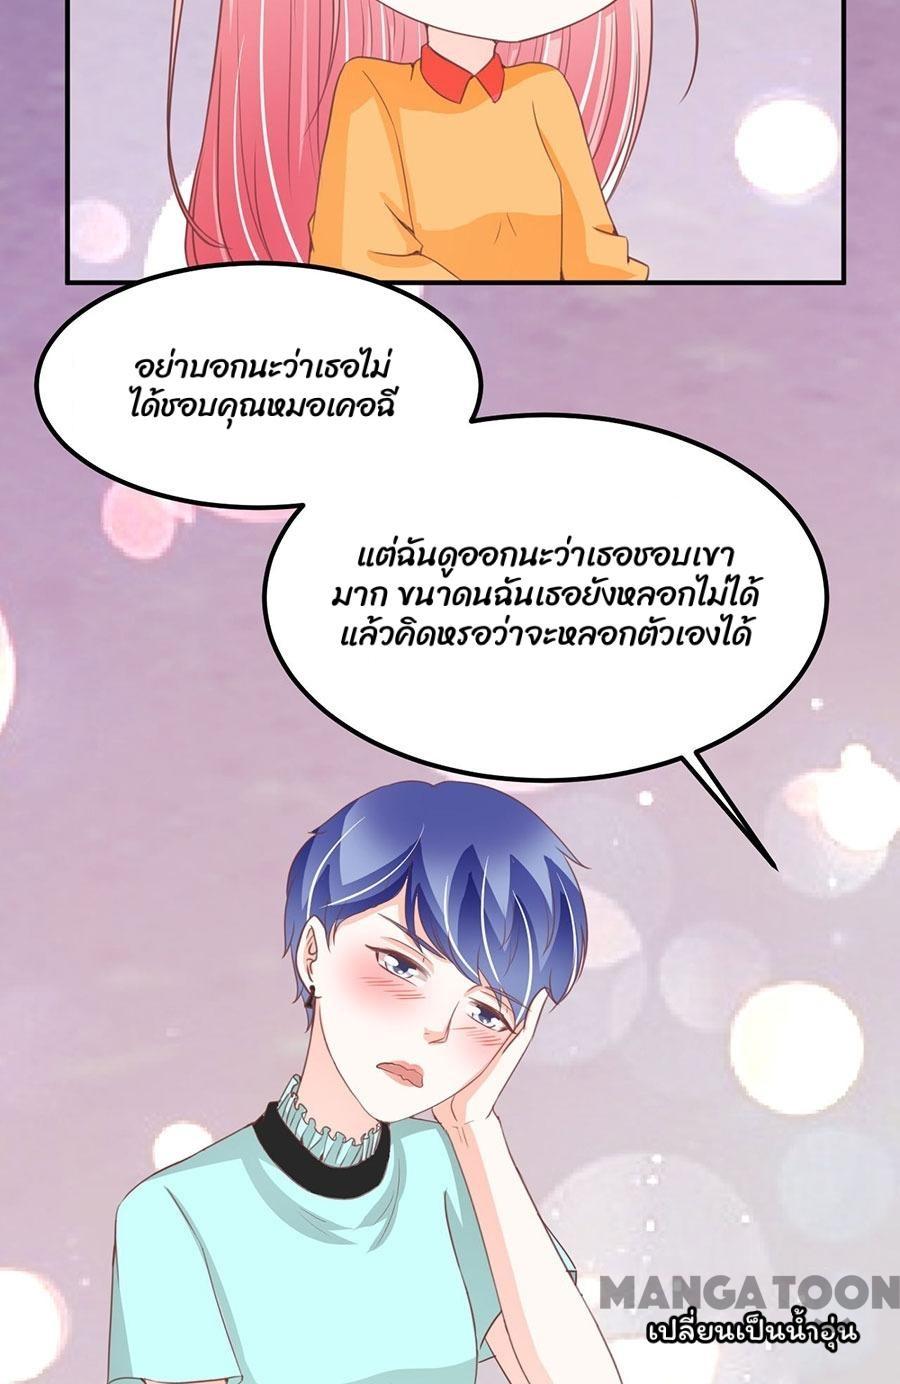 อย่าบอกนะว่าเธอไม่
ได้ชอบคุณหมอเคอฉี
แต่ฉันดูออกนะว่าเธอชอบเขา
มาก ขนาดนฉันเธอยังหลอกไม่ได้
แล้วคิดหรอว่าจะหลอกตัวเองได้
MANGATOON
เปลี่ยนเป็นน้ำอุ่น